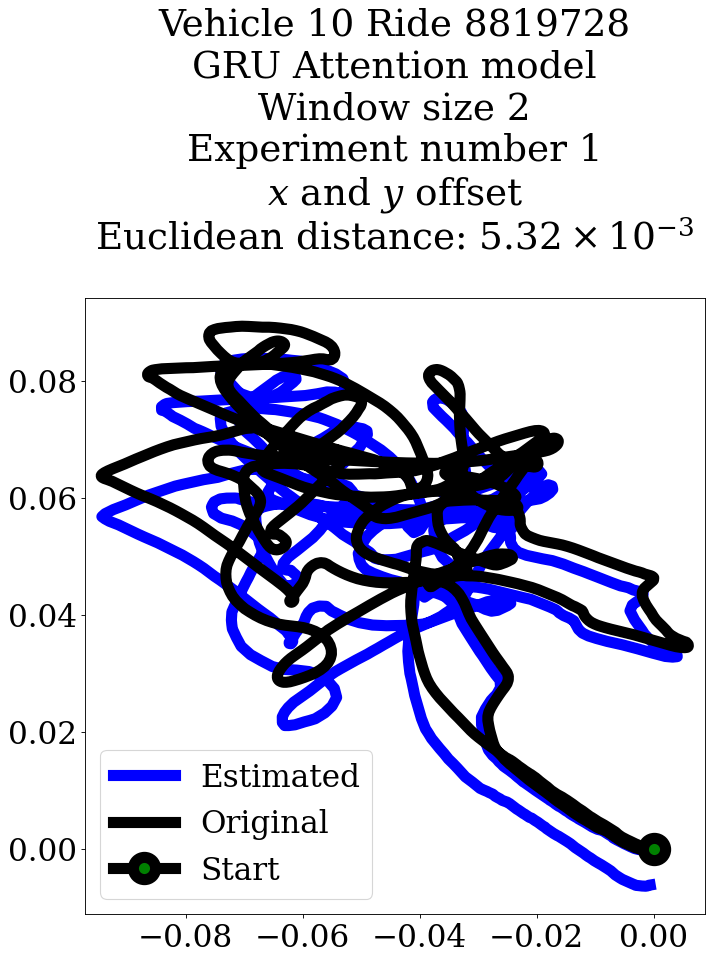 Vehicle 10 Ride 8819728
GRU Attention model
Window size 2
Experiment number 1
x and y offset
Euclidean distance: 5.32 × 10⁻³
0.08
0.06
0.04
0.02
0.00
Estimated
Original
Start
−0.08 −0.06 −0.04 −0.02 0.00